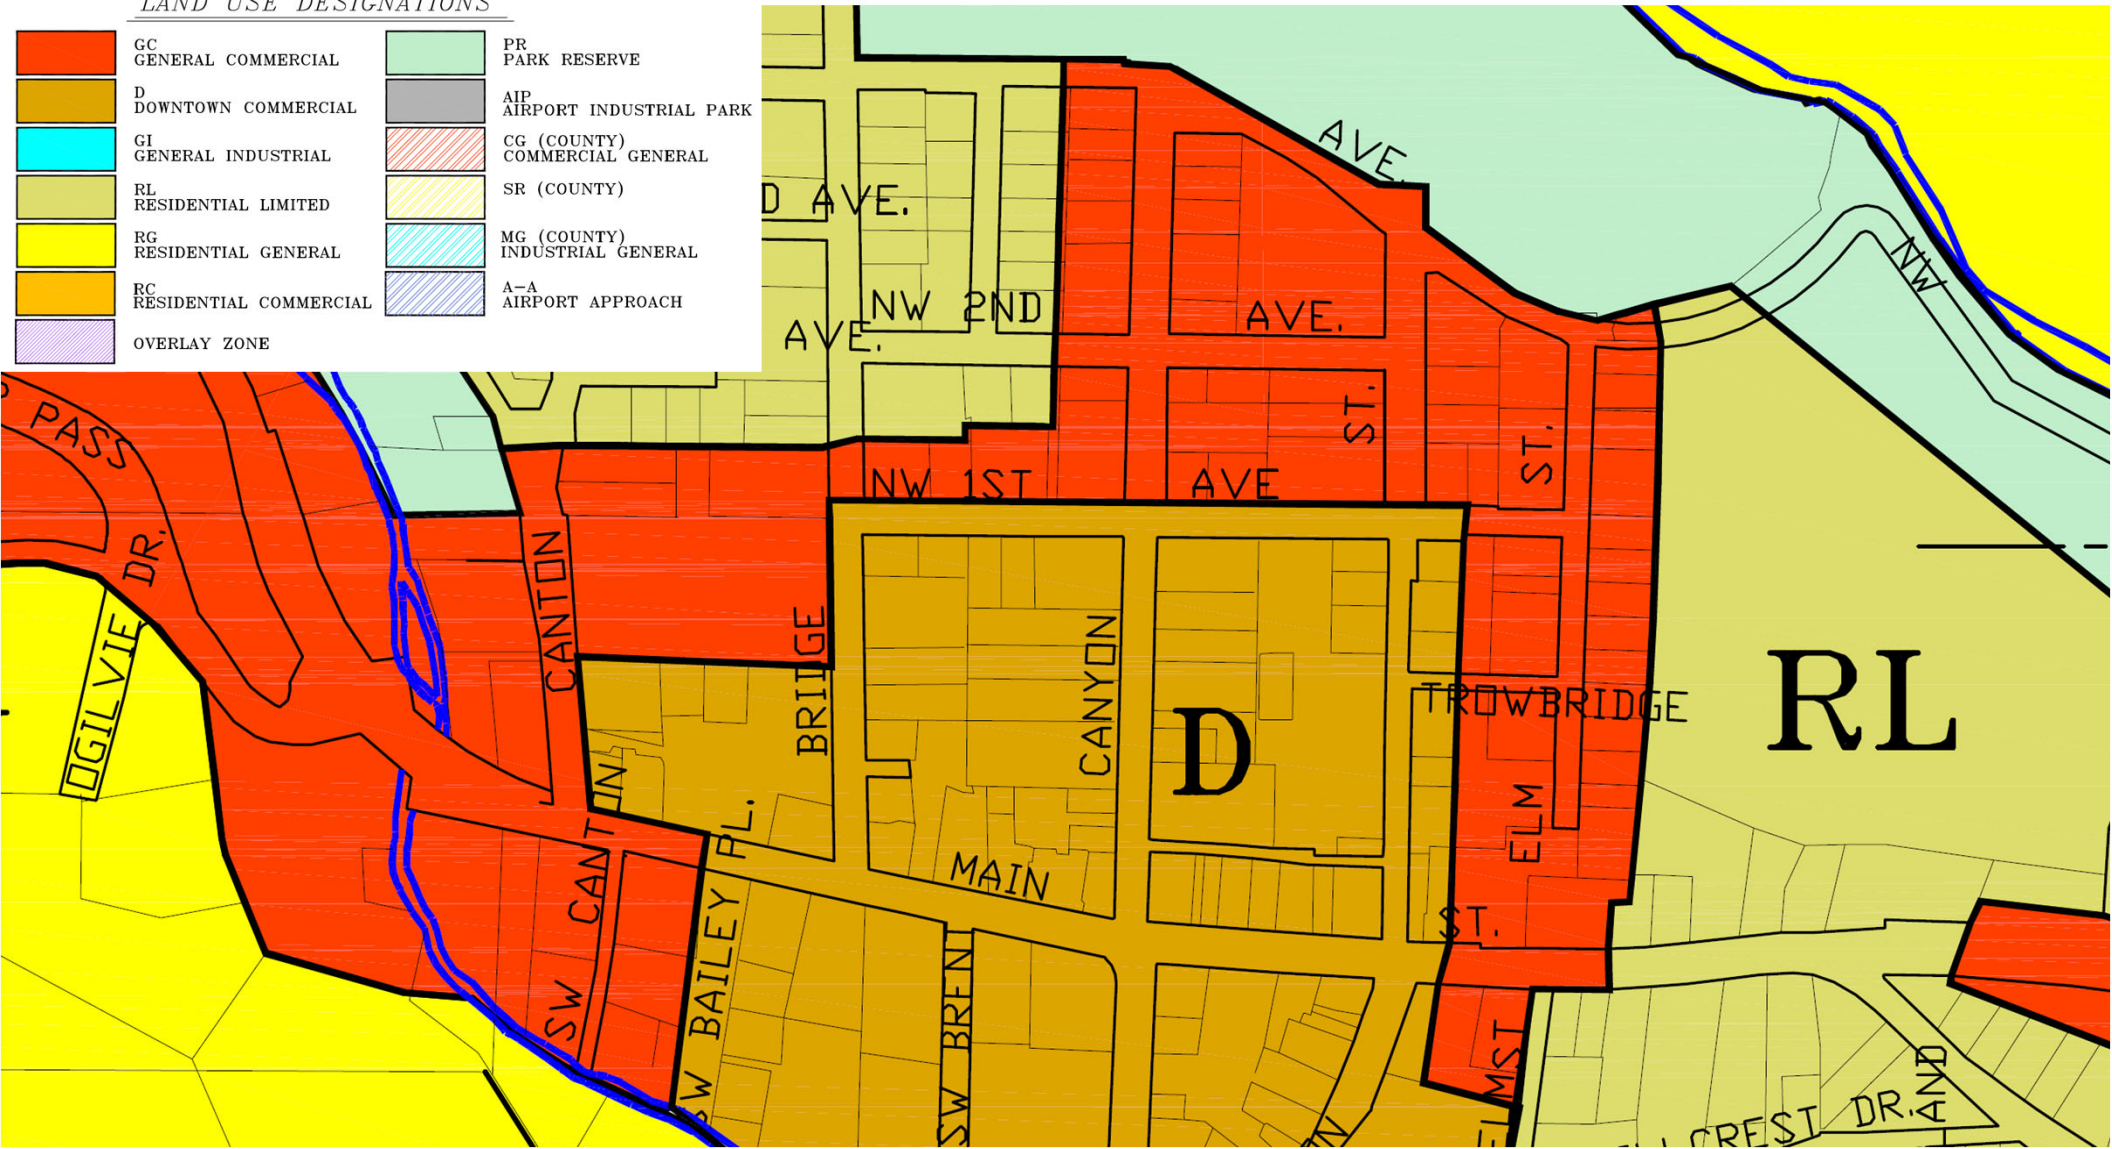 LAND USE DESIGNATIONS
GC
GENERAL COMMERCIAL
D
DOWNTOWN COMMERCIAL
GI
GENERAL INDUSTRIAL
RL
RESIDENTIAL LIMITED
RG
RESIDENTIAL GENERAL
RC
RESIDENTIAL COMMERCIAL
OVERLAY ZONE
PR
PARK RESERVE
AIP
AIRPORT INDUSTRIAL PARK
CG (COUNTY)
COMMERCIAL GENERAL
SR (COUNTY)
MG (COUNTY)
INDUSTRIAL GENERAL
A-A
AIRPORT APPROACH
AVE.
D AVE.
NW
NW 2ND
AVE.
AVE.
ST.
ST.
PASS
DR.
NW 1ST
AVE
CANTON
BRIDGE
CANYON
OGILVIE
TROWBRIDGE
D
RL
ELM
PL.
MAIN
ST.
SW CANTON
SW BAILEY
SW BRENT
ELM ST
AND
CREST DR.